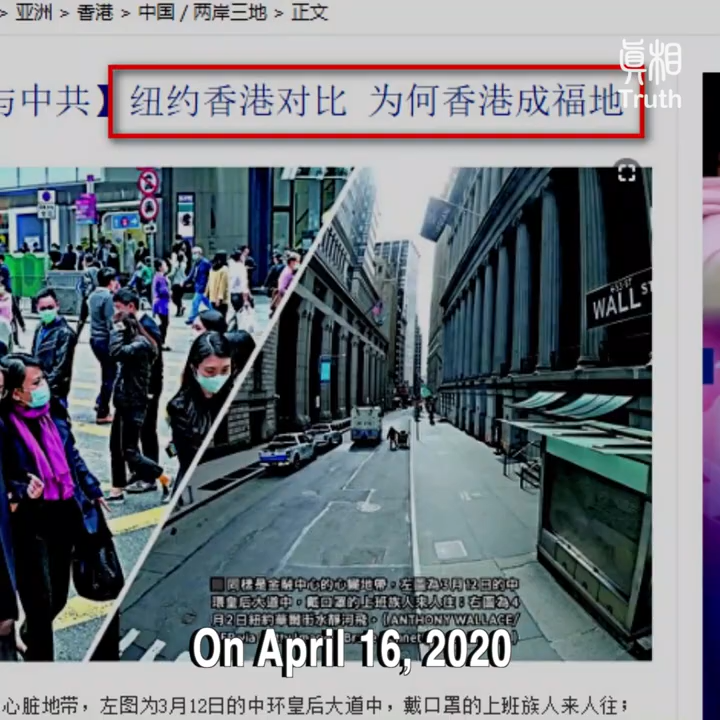 > 亚洲 > 香港 > 中国 / 两岸三地 > 正文
真相
Truth
与中共】纽约香港对比 为何香港成福地
WALL ST
同樣是金融中心的心臟地帶,左圖為3月12日的中
環皇后大道中,戴口罩的上班族人來人往;右圖為4
月2日紐約華爾街水靜河飛。(ANTHONY WALLACE/
On April 16, 2020
心脏地带,左图为3月12日的中环皇后大道中,戴口罩的上班族人来人往;